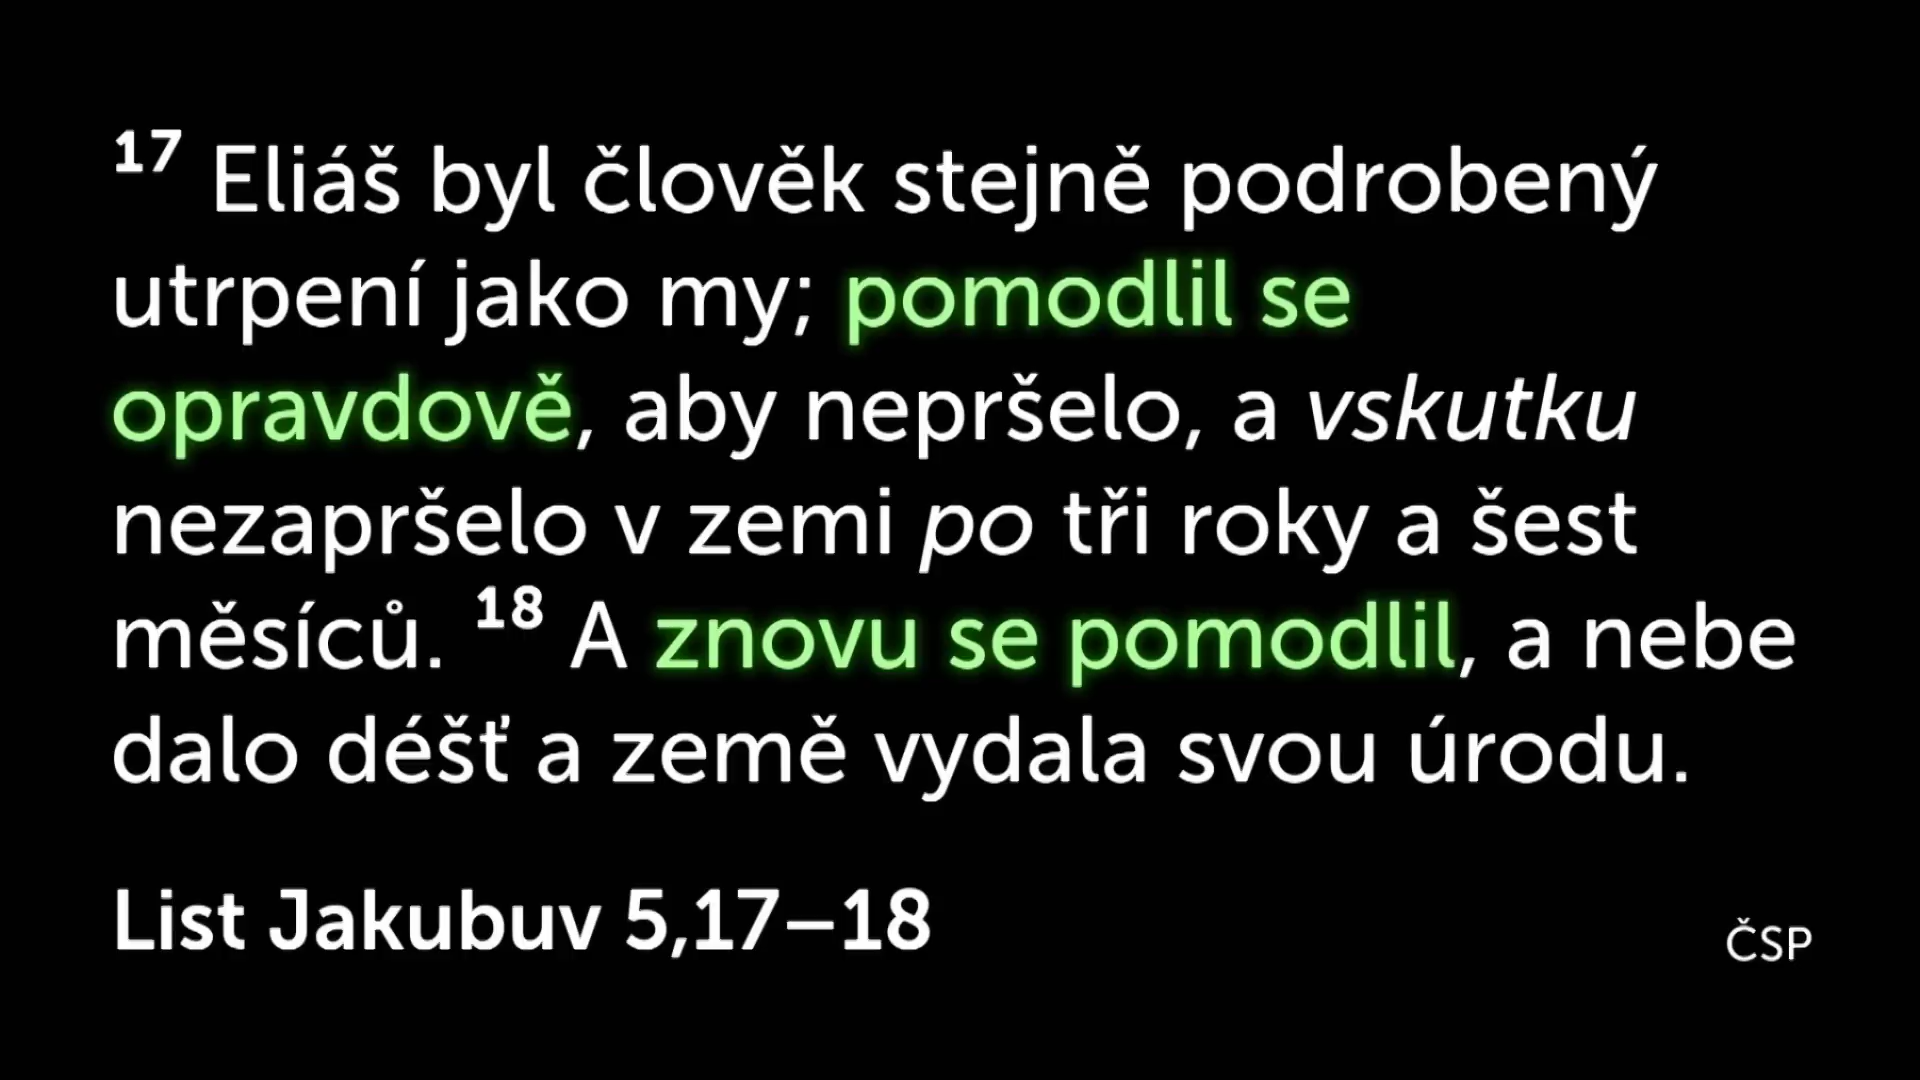 17 Eliáš byl člověk stejně podrobený
utrpení jako my; pomodlil se
opravdově, aby nepršelo, a vskutku
nezapršelo v zemi po tři roky a šest
měsíců. 18 A znovu se pomodlil, a nebe
dalo déšť a země vydala svou úrodu.
List Jakubuv 5,17–18
ČSP